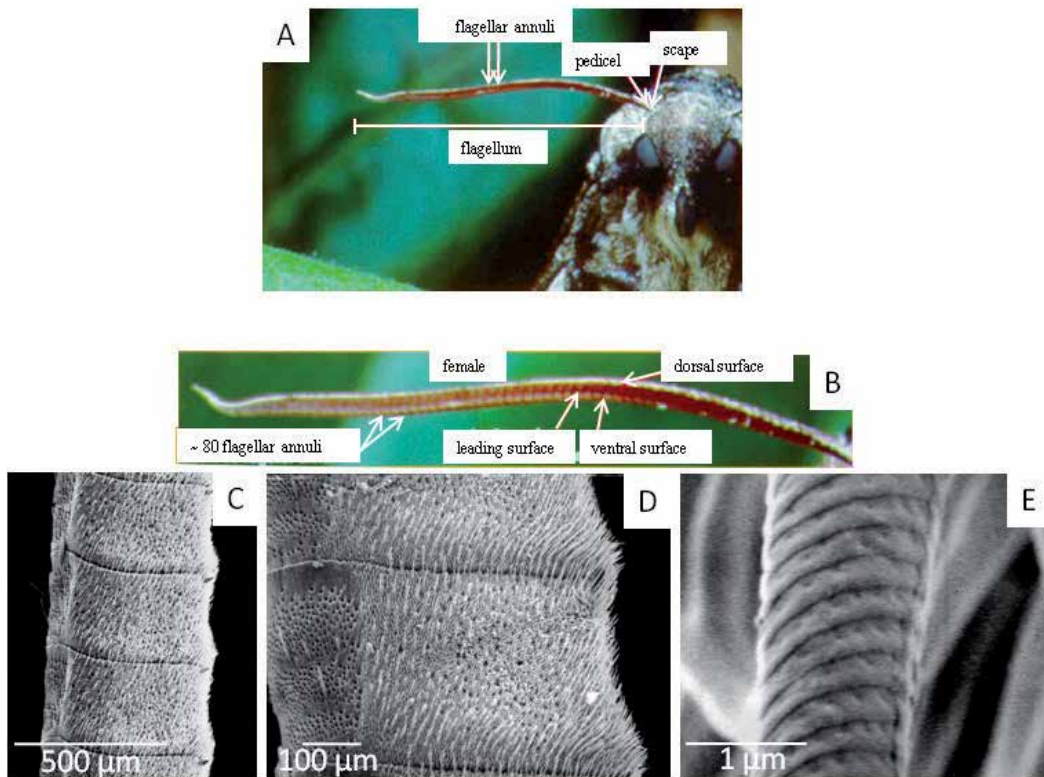 A
flagellar annuli
scape
pedicel
flagellum
female
dorsal surface
B
~ 80 flagellar annuli
leading surface
ventral surface
C
D
E
500 µm
100 µm
1 µm